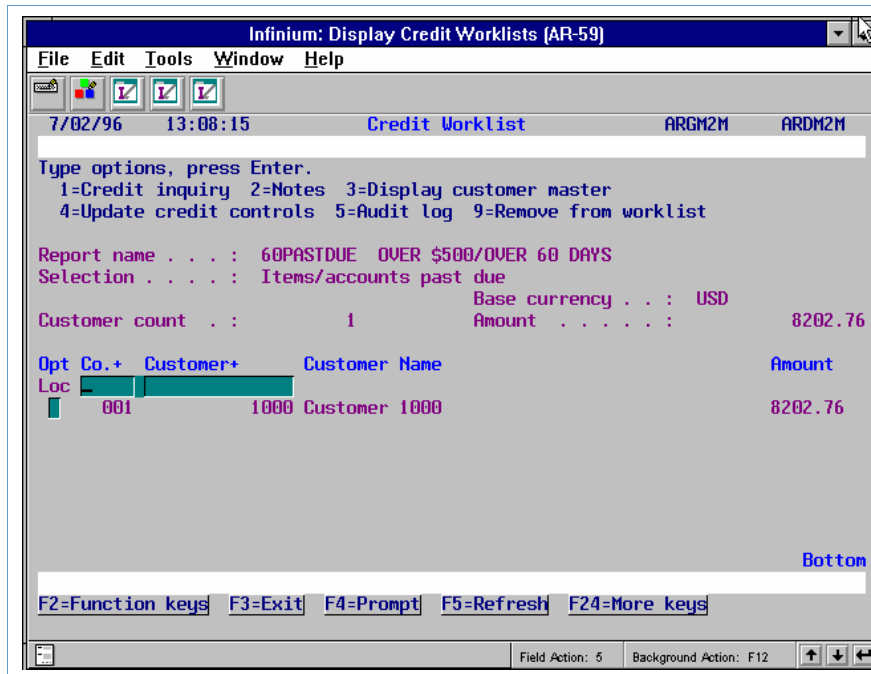 Infinium: Display Credit Worklists (AR-59)
File Edit Tools Window Help
7/02/96 13:08:15 Credit Worklist ARGM2M ARDM2M
Type options, press Enter.
1=Credit inquiry 2=Notes 3=Display customer master
4=Update credit controls 5=Audit log 9=Remove from worklist
Report name . . . : 60PASTDUE OVER $500/OVER 60 DAYS
Selection . . . . : Items/accounts past due
Base currency . . : USD
Customer count . : 1 Amount . . . . . : 8202.76
Opt Co.+ Customer+ Customer Name Amount
Loc
001 1000 Customer 1000 8202.76
Bottom
F2=Function keys F3=Exit F4=Prompt F5=Refresh F24=More keys
Field Action: 5 Background Action: F12